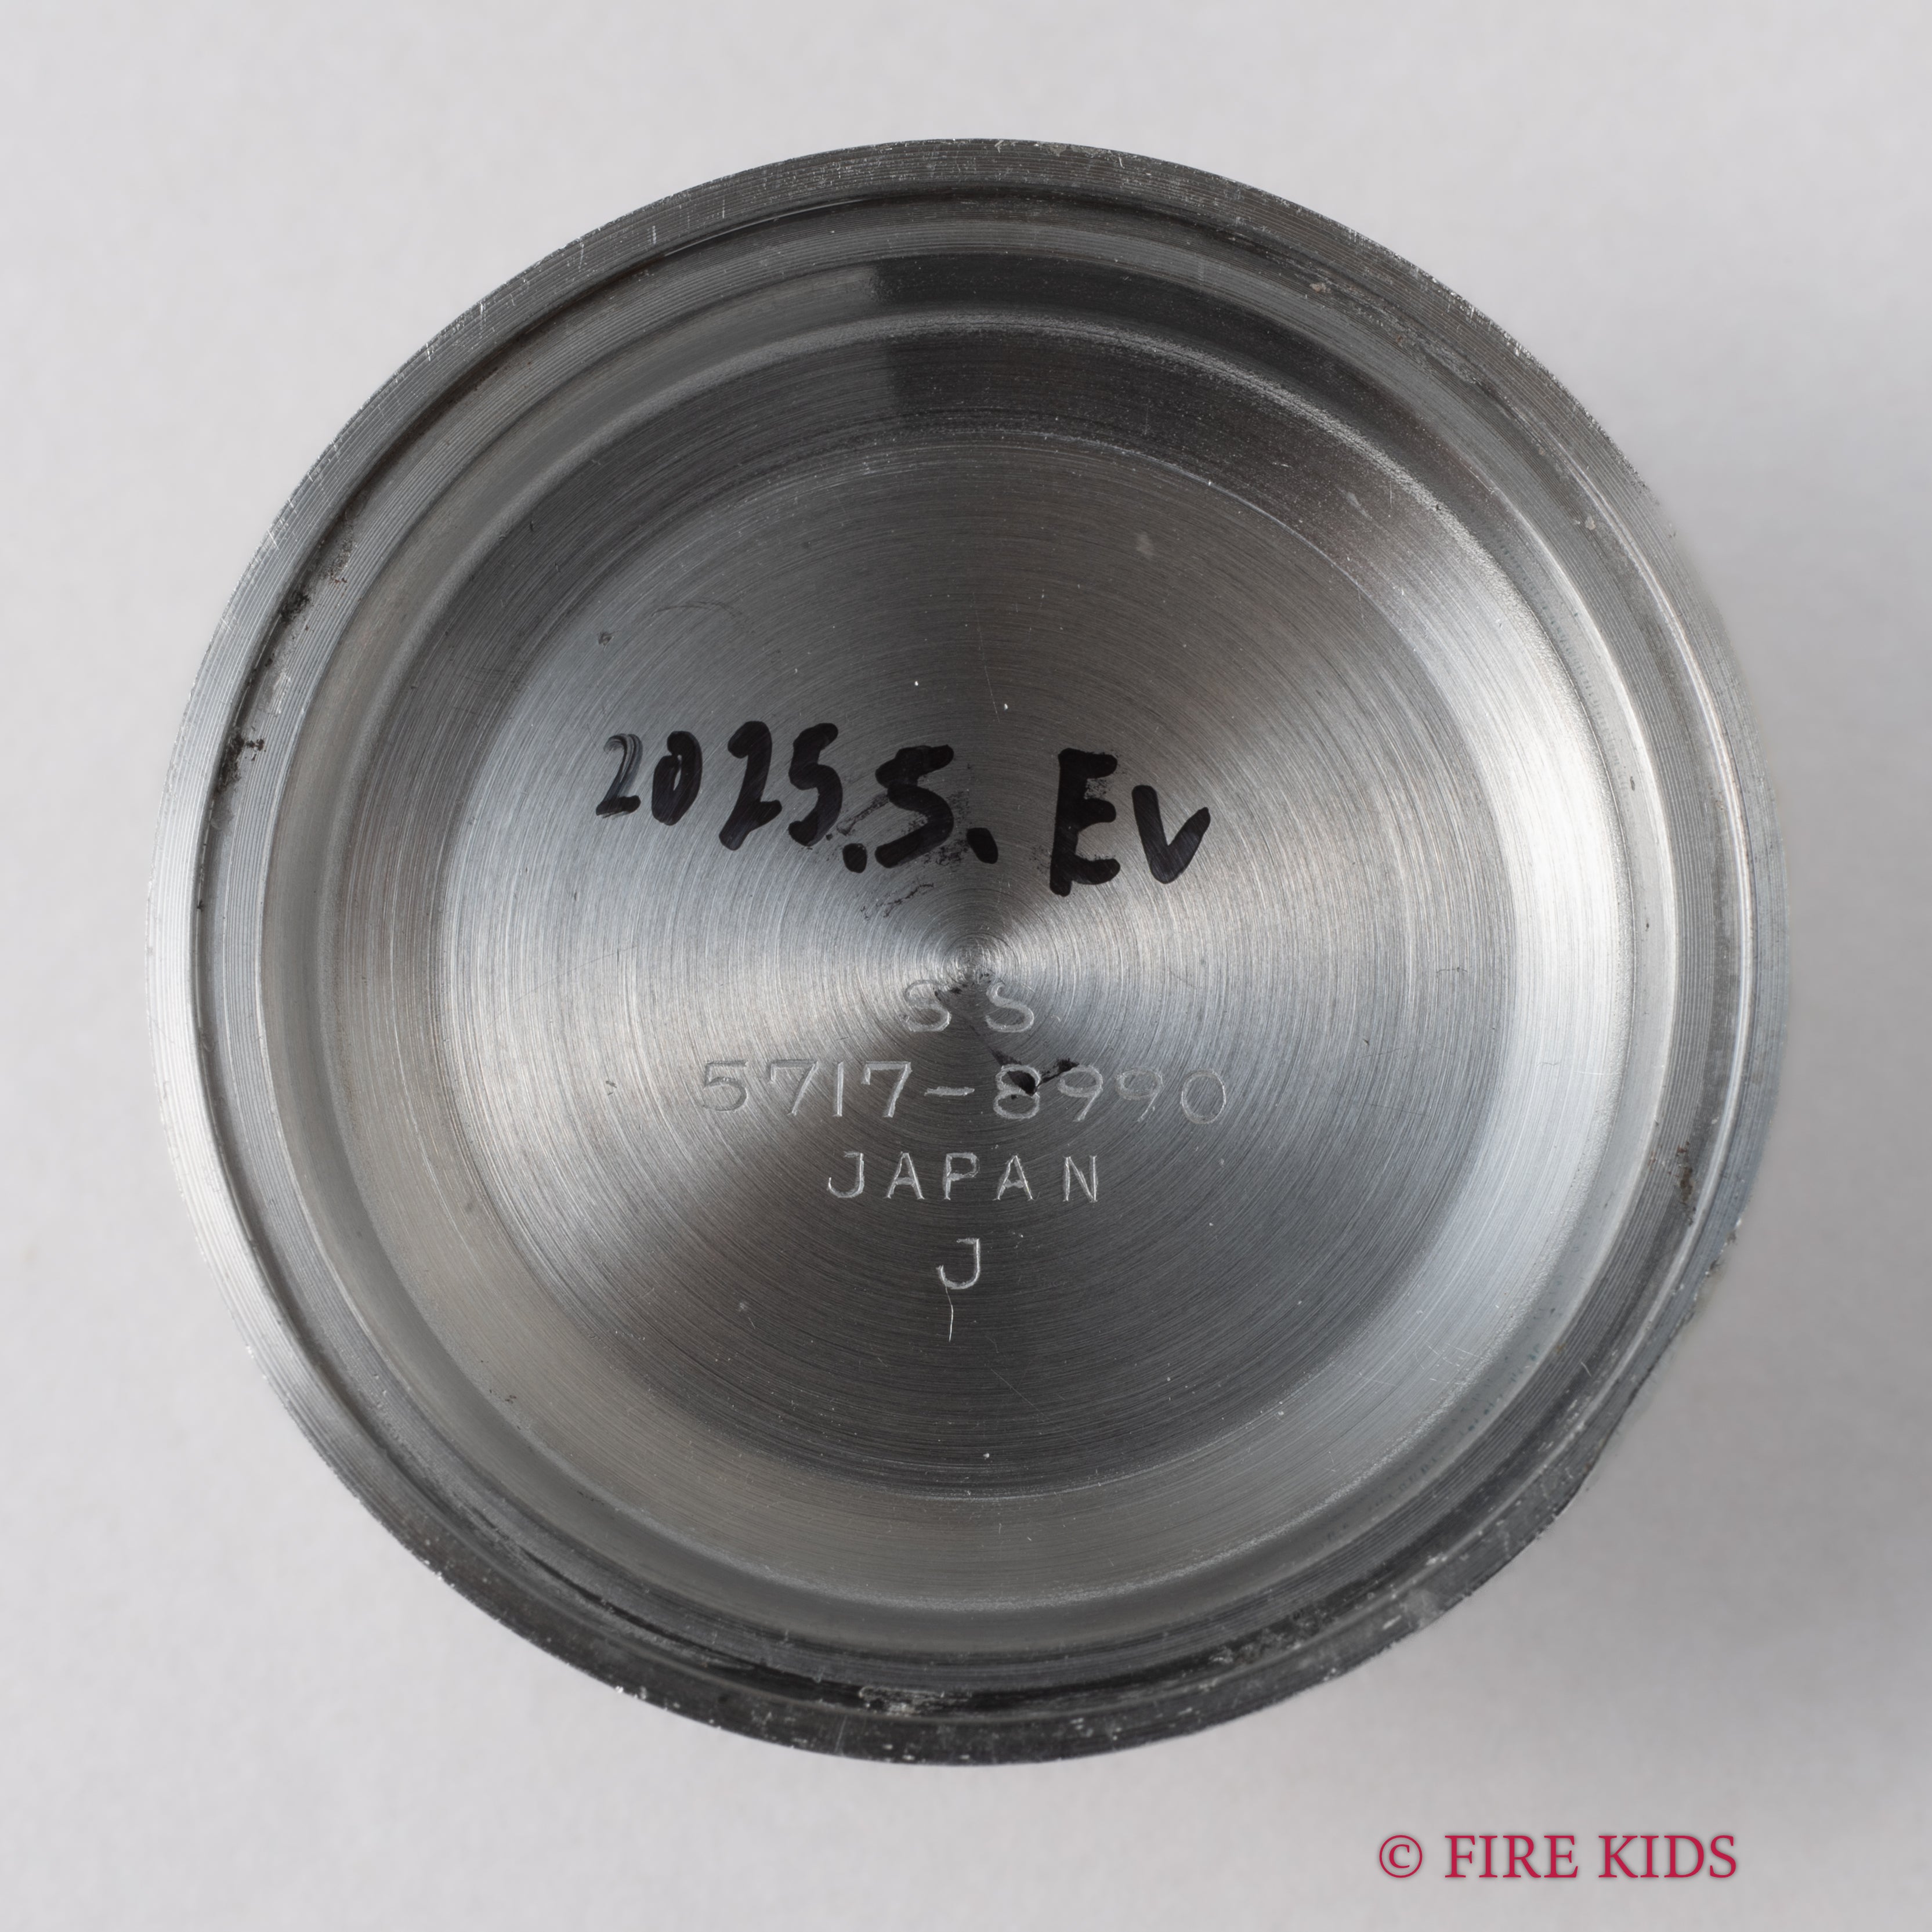 2025.5. EV
SS
5717-8990
JAPAN
J
© FIRE KIDS